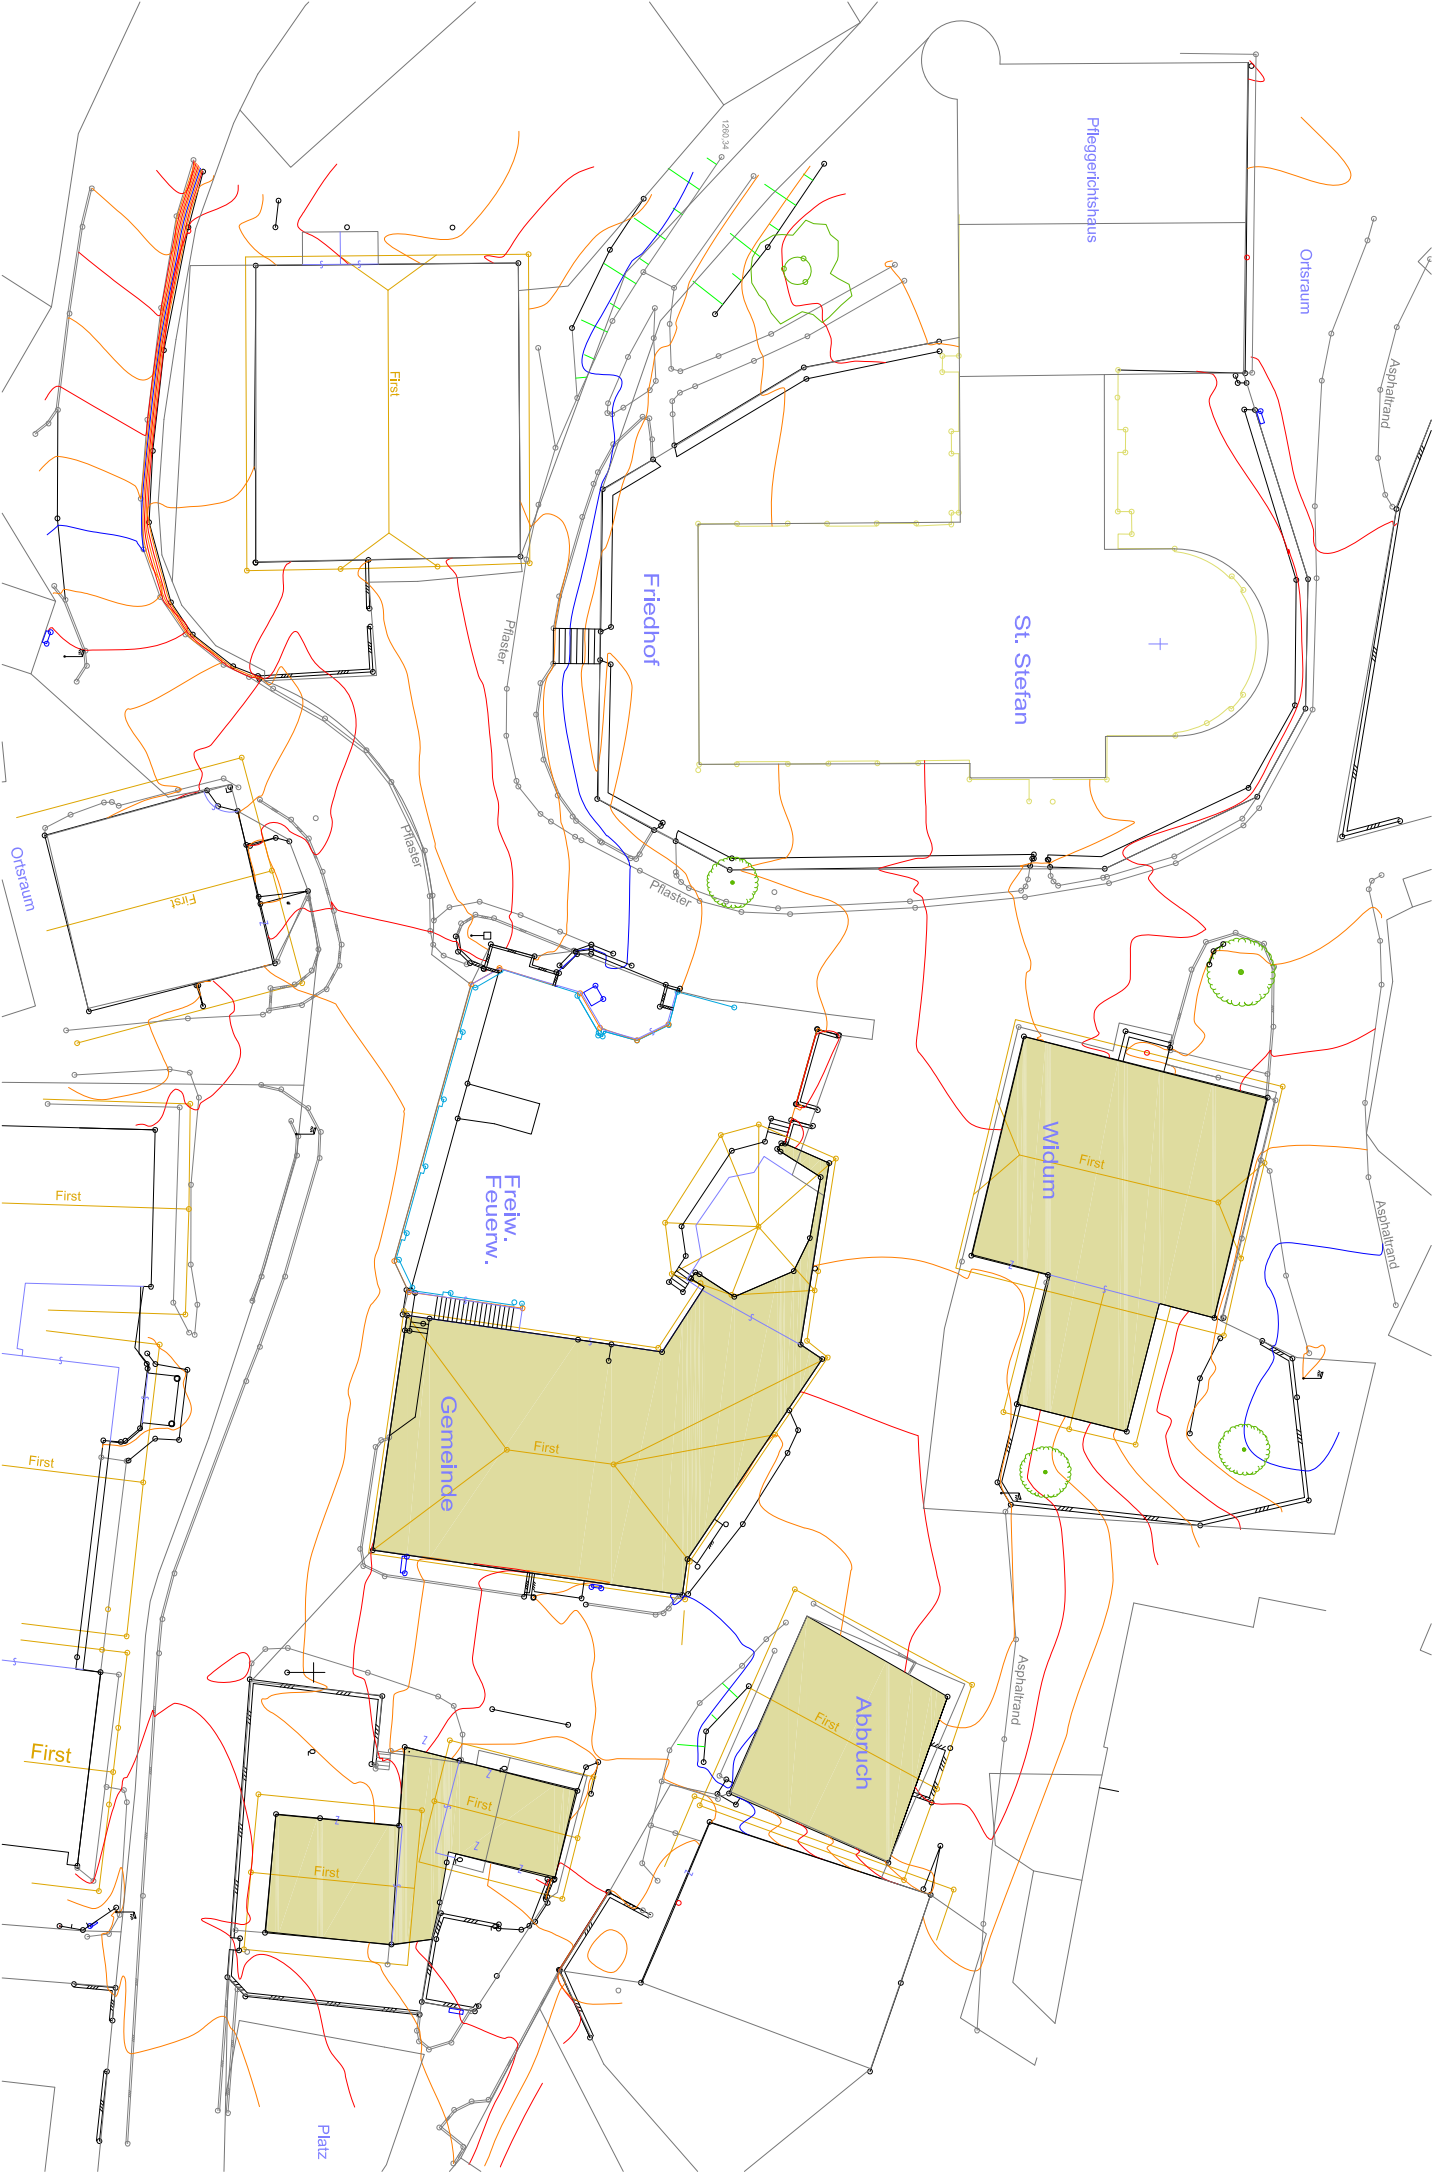 1260.34
Pfleggerichtshaus
Ortsraum
Asphaltrand
First
Friedhof
St. Stefan
Pflaster
Pflaster
Pflaster
Ortsraum
First
First
Freiw.
Feuerw.
Widum
First
Asphaltrand
Gemeinde
First
First
First
Abbruch
First
Asphaltrand
First
First
Platz